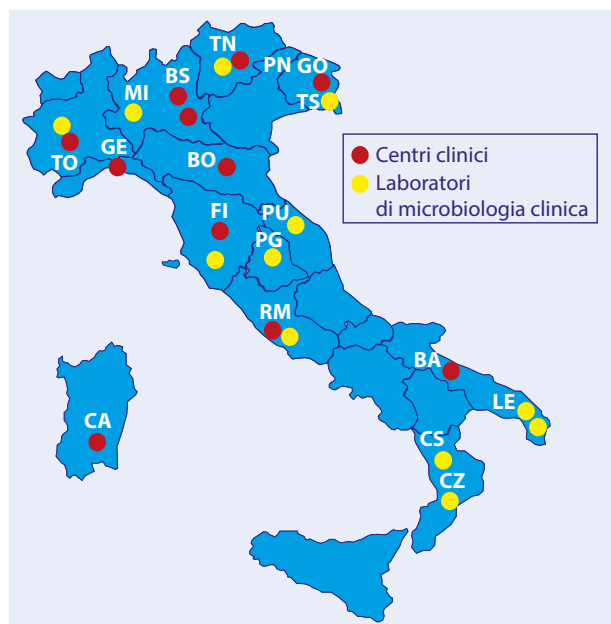 TN
PN GO
BS
MI
TS
TO
GE
BO
Centri clinici
Laboratori
di microbiologia clinica
FI
PU
PG
RM
BA
LE
CA
CS
CZ